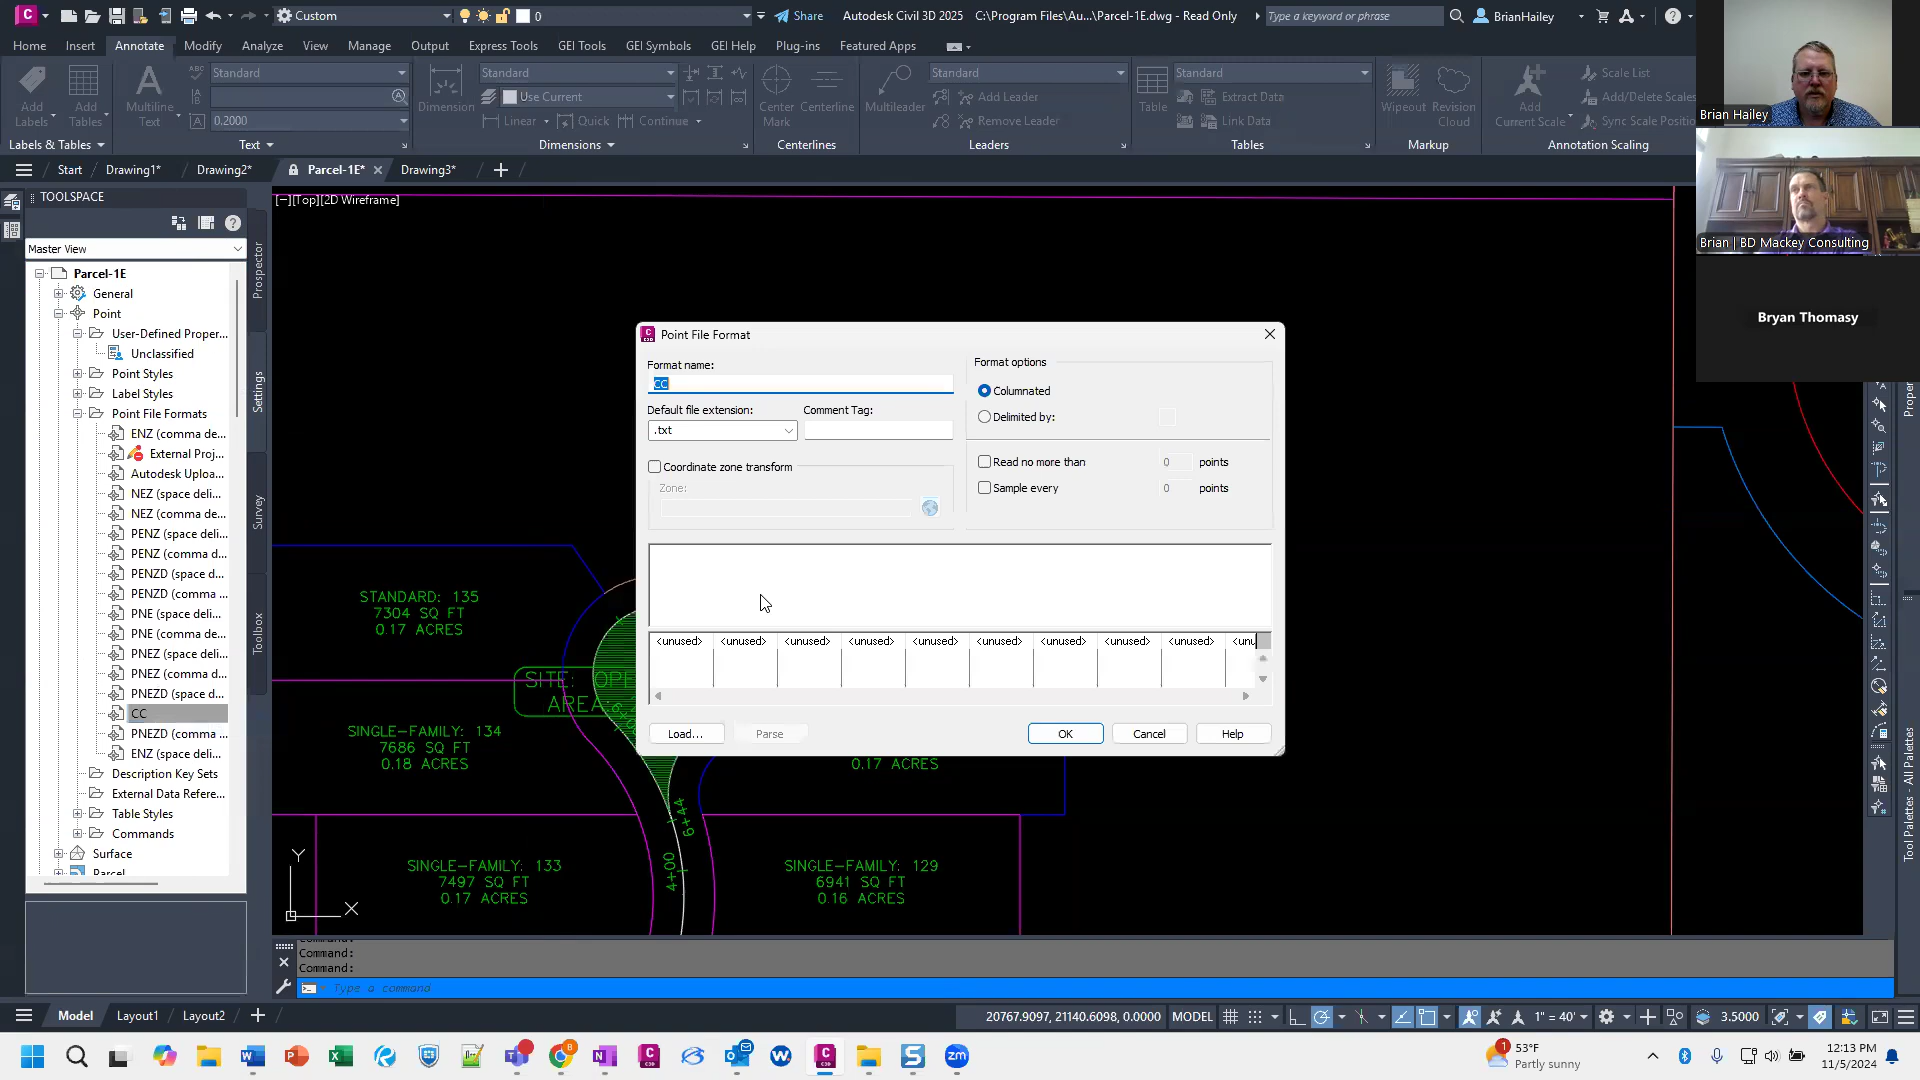 Custom
0
Share
Autodesk Civil 3D 2025 C:\Program Files\Au...\Parcel-1E.dwg - Read Only
Type a keyword or phrase
BrianHailey
Home Insert Annotate Modify Analyze View Manage Output Express Tools GEI Tools GEI Symbols GEI Help Plug-ins Featured Apps
Add Labels
Add Tables
Multiline Text
Standard
0.2000
Dimension
Standard
Use Current
Linear
Quick
Continue
Center Mark
Centerline
Multileader
Standard
Add Leader
Remove Leader
Table
Standard
Extract Data
Link Data
Wipeout
Revision Cloud
Add Current Scale
Scale List
Add/Delete Scales
Sync Scale Positio
Labels & Tables
Text
Dimensions
Centerlines
Leaders
Tables
Markup
Annotation Scaling
Brian Hailey
Brian | BD Mackey Consulting
Bryan Thomasy
Start Drawing1* Drawing2* Parcel-1E* Drawing3*
TOOLSPACE
Master View
Parcel-1E
General
Point
User-Defined Proper...
Unclassified
Point Styles
Label Styles
Point File Formats
ENZ (comma de...
External Proj...
Autodesk Uploa...
NEZ (space deli...
NEZ (comma de...
PENZ (space deli...
PENZ (comma d...
PENZD (space d...
PENZD (comma ...
PNE (space deli...
PNE (comma de...
PNEZ (space deli...
PNEZ (comma d...
PNEZD (space d...
CC
PNEZD (comma ...
ENZ (space deli...
Description Key Sets
External Data Refere...
Table Styles
Commands
Surface
Parcel
Prospector
Settings
Survey
Toolbox
[−][Top][2D Wireframe]
STANDARD: 135
7304 SQ FT
0.17 ACRES
SITE: OPE
AREA:
SINGLE-FAMILY: 134
7686 SQ FT
0.18 ACRES
0.17 ACRES
SINGLE-FAMILY: 133
7497 SQ FT
0.17 ACRES
SINGLE-FAMILY: 129
6941 SQ FT
0.16 ACRES
6+44
4+00
Y
X
Point File Format
Format name:
CC
Default file extension:
.txt
Comment Tag:
Coordinate zone transform
Zone:
Format options
Columnated
Delimited by:
Read no more than 0 points
Sample every 0 points
<unused> <unused> <unused> <unused> <unused> <unused> <unused> <unused> <unused> <unu
Load... Parse OK Cancel Help
Tool Palettes - All Palettes
Proper
Command:
Command:
Command:
Type a command
Model Layout1 Layout2
20767.9097, 21140.6098, 0.0000 MODEL
1" = 40'
3.5000
1
53°F
Partly sunny
12:13 PM
11/5/2024